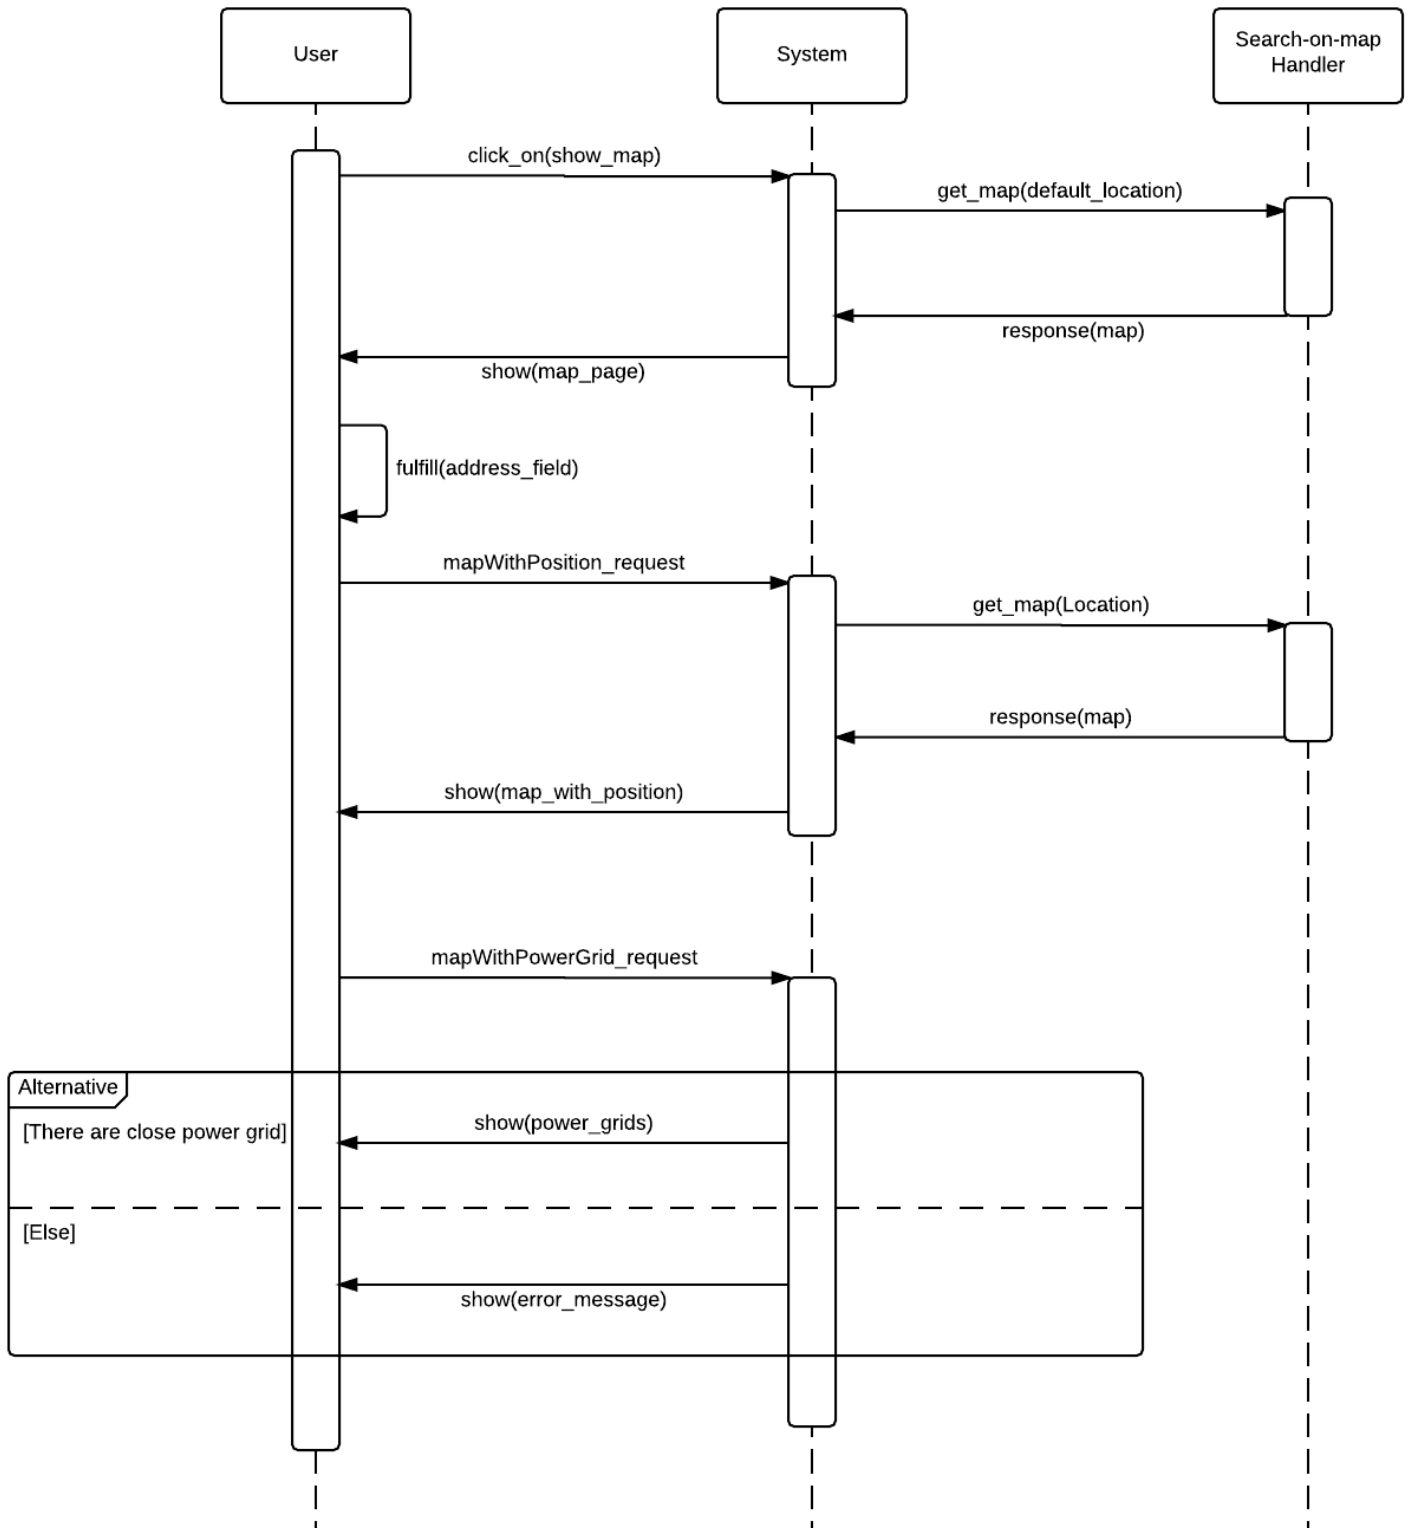 User
System
Search-on-map
Handler
click_on(show_map)
get_map(default_location)
response(map)
show(map_page)
fulfill(address_field)
mapWithPosition_request
get_map(Location)
response(map)
show(map_with_position)
mapWithPowerGrid_request
Alternative
[There are close power grid]
show(power_grids)
[Else]
show(error_message)